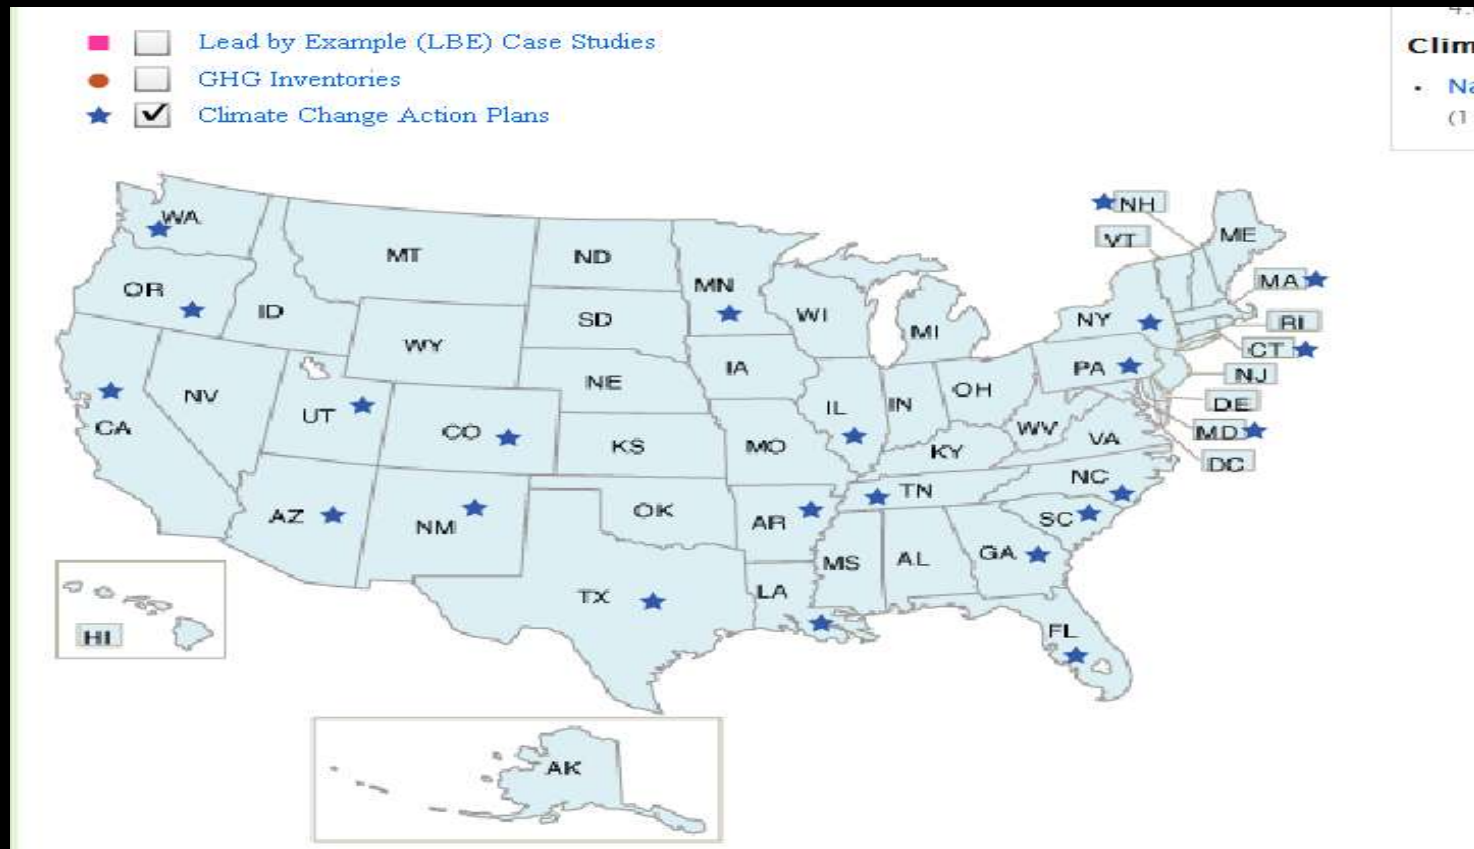 Lead by Example (LBE) Case Studies
GHG Inventories
Climate Change Action Plans
Clim
Na
(1
NH
WA
VT
ME
MT
ND
MN
MA
OR
ID
SD
WI
MI
NY
RI
WY
CT
IA
PA
NJ
NE
NV
OH
DE
UT
IL
IN
CA
CO
WV
MD
VA
KS
MO
KY
DC
NC
TN
AZ
OK
SC
NM
AR
GA
MS
AL
TX
LA
HI
FL
AK